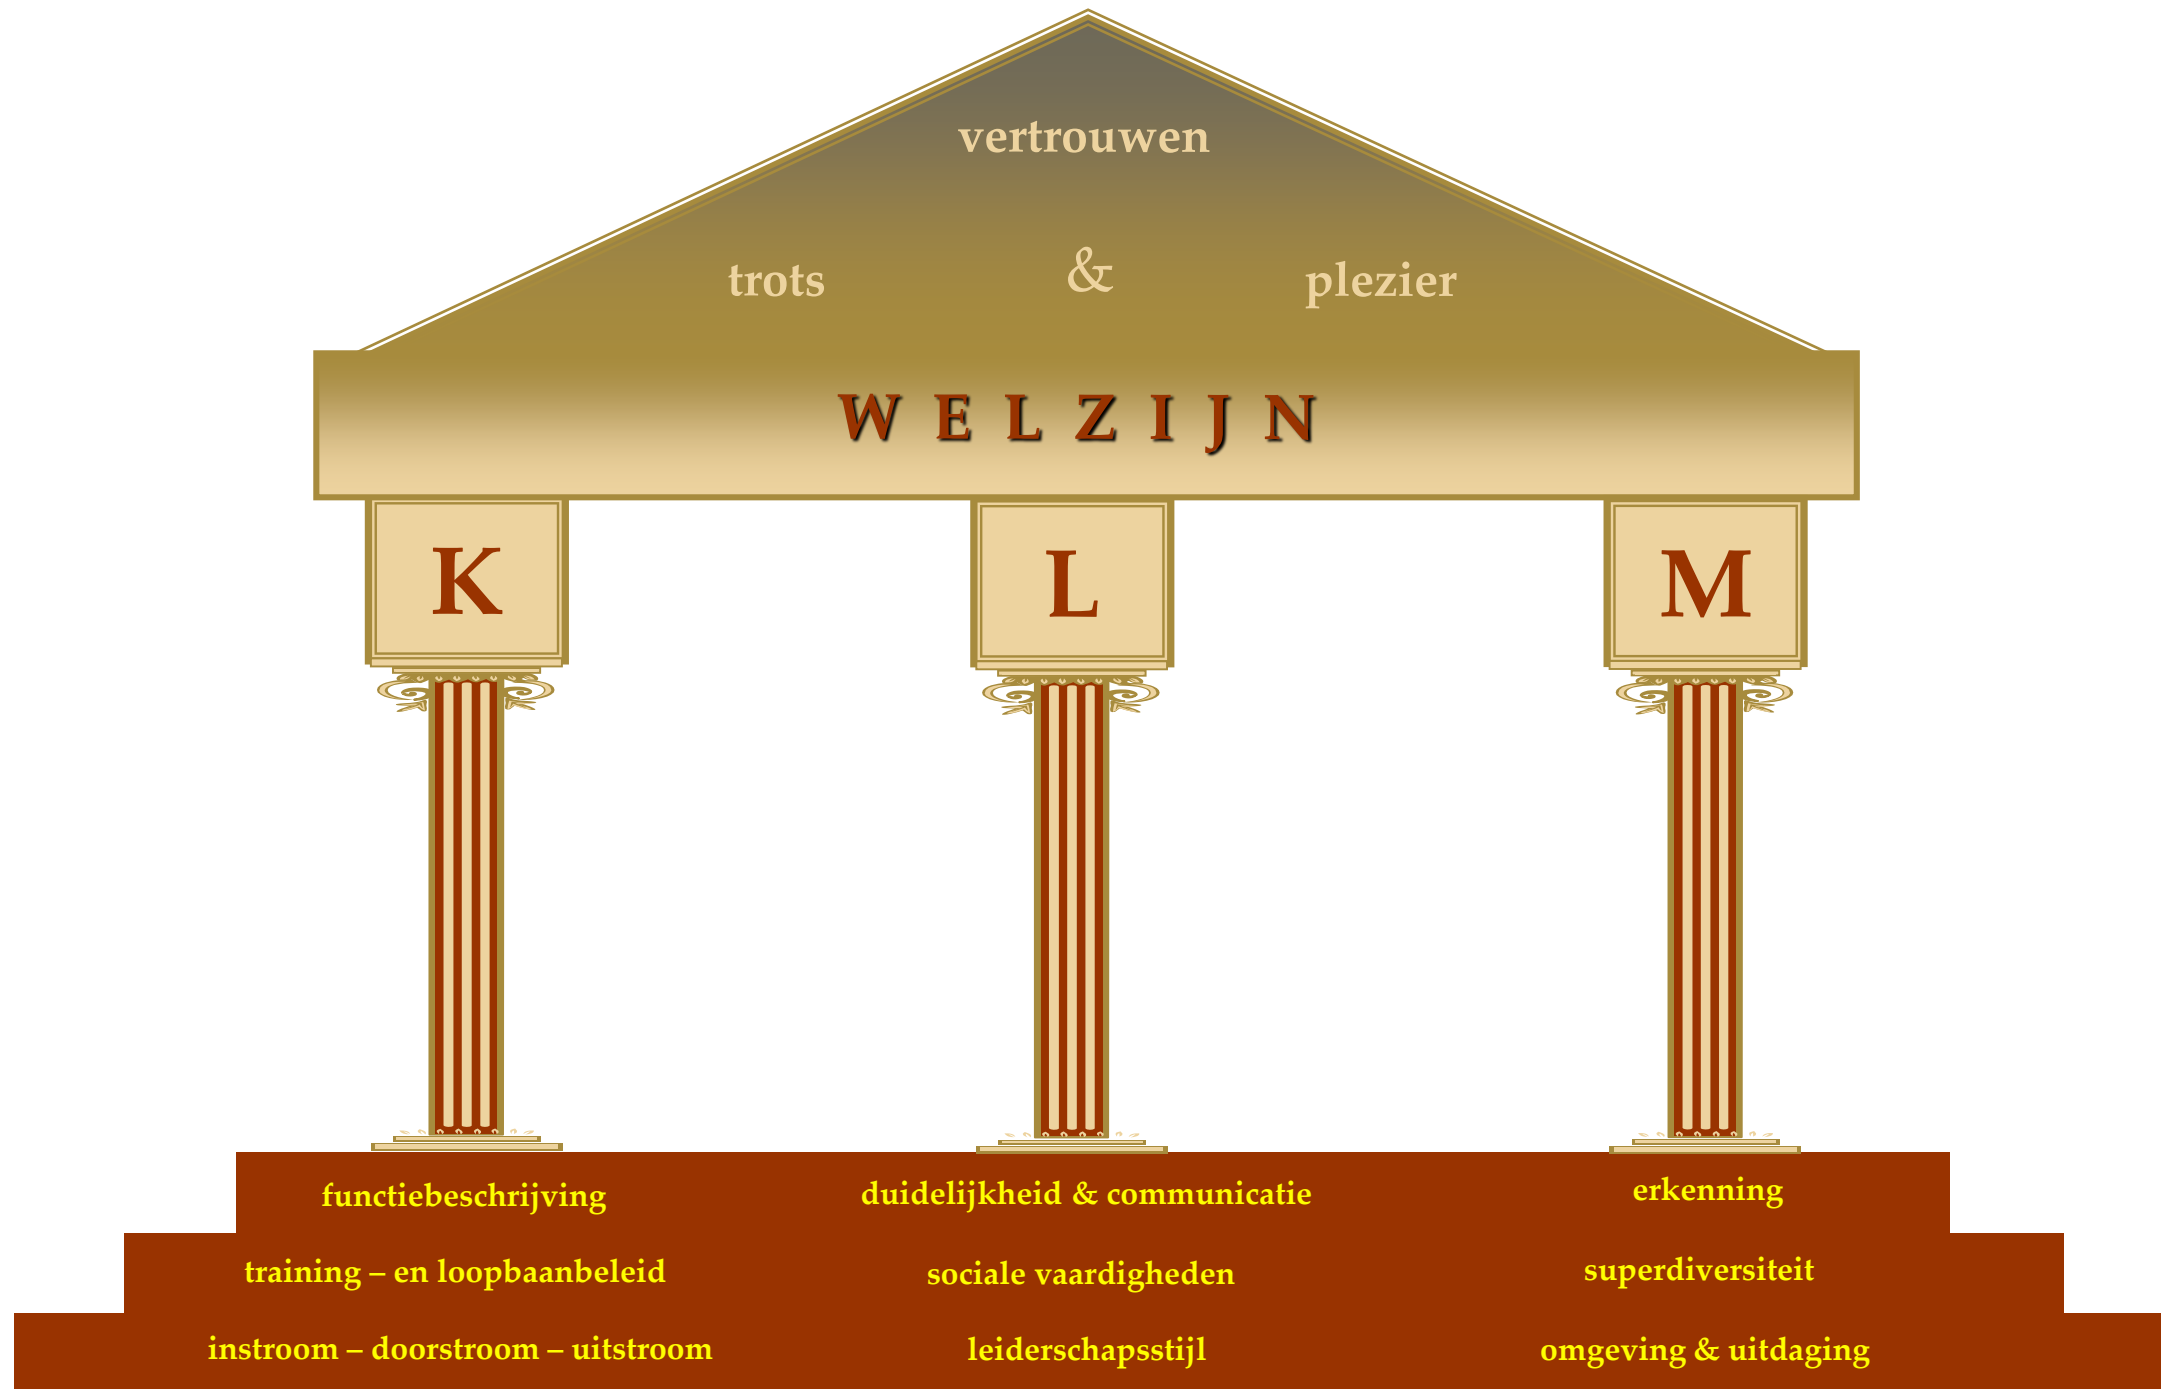 vertrouwen
trots & plezier
WELZIJN
K L M
functiebeschrijving duidelijkheid & communicatie erkenning
training – en loopbaanbeleid sociale vaardigheden superdiversiteit
instroom – doorstroom – uitstroom leiderschapsstijl omgeving & uitdaging